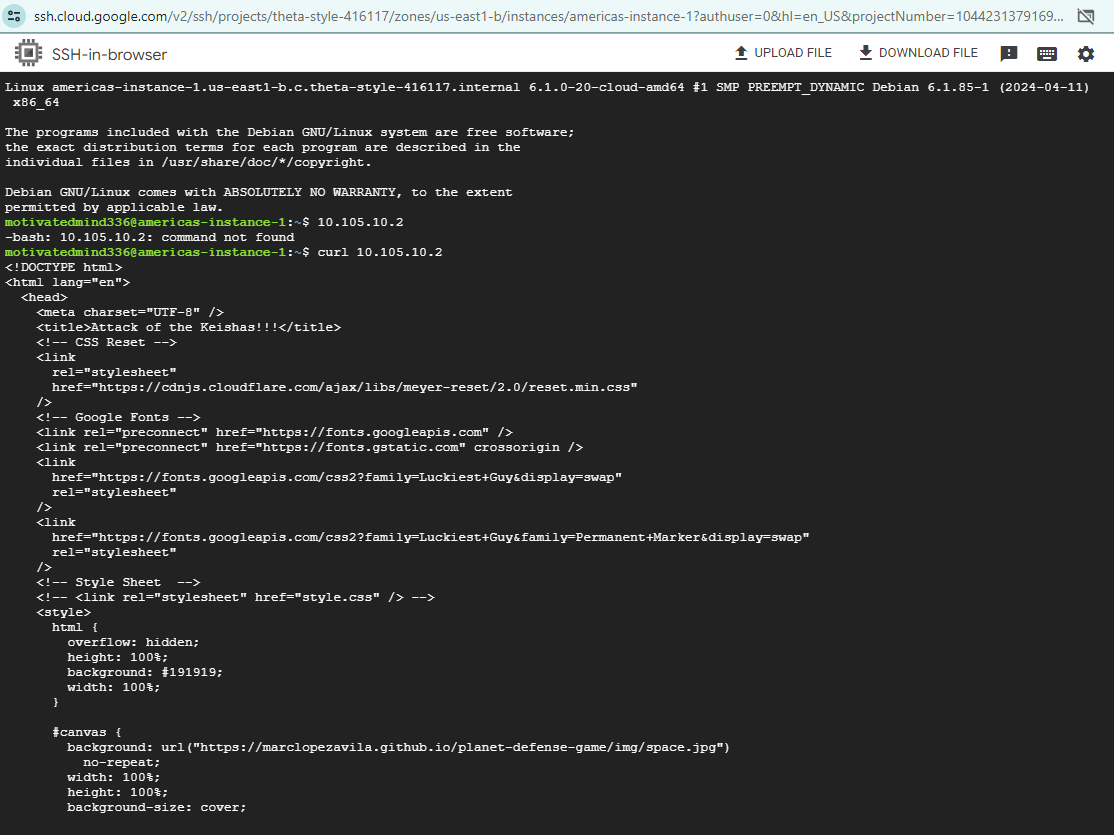 ssh.cloud.google.com/v2/ssh/projects/theta-style-416117/zones/us-east1-b/instances/americas-instance-1?authuser=0&hl=en_US&projectNumber=1044231379169...
SSH-in-browser
UPLOAD FILE
DOWNLOAD FILE
Linux americas-instance-1.us-east1-b.c.theta-style-416117.internal 6.1.0-20-cloud-amd64 #1 SMP PREEMPT_DYNAMIC Debian 6.1.85-1 (2024-04-11)
 x86_64

The programs included with the Debian GNU/Linux system are free software;
the exact distribution terms for each program are described in the
individual files in /usr/share/doc/*/copyright.

Debian GNU/Linux comes with ABSOLUTELY NO WARRANTY, to the extent
permitted by applicable law.
motivatedmind336@americas-instance-1:~$ 10.105.10.2
-bash: 10.105.10.2: command not found
motivatedmind336@americas-instance-1:~$ curl 10.105.10.2
<!DOCTYPE html>
<html lang="en">
  <head>
    <meta charset="UTF-8" />
    <title>Attack of the Keishas!!!</title>
    <!-- CSS Reset -->
    <link
      rel="stylesheet"
      href="https://cdnjs.cloudflare.com/ajax/libs/meyer-reset/2.0/reset.min.css"
    />
    <!-- Google Fonts -->
    <link rel="preconnect" href="https://fonts.googleapis.com" />
    <link rel="preconnect" href="https://fonts.gstatic.com" crossorigin />
    <link
      href="https://fonts.googleapis.com/css2?family=Luckiest+Guy&display=swap"
      rel="stylesheet"
    />
    <link
      href="https://fonts.googleapis.com/css2?family=Luckiest+Guy&family=Permanent+Marker&display=swap"
      rel="stylesheet"
    />
    <!-- Style Sheet  -->
    <!-- <link rel="stylesheet" href="style.css" /> -->
    <style>
      html {
        overflow: hidden;
        height: 100%;
        background: #191919;
        width: 100%;
      }

      #canvas {
        background: url("https://marclopezavila.github.io/planet-defense-game/img/space.jpg")
          no-repeat;
        width: 100%;
        height: 100%;
        background-size: cover;